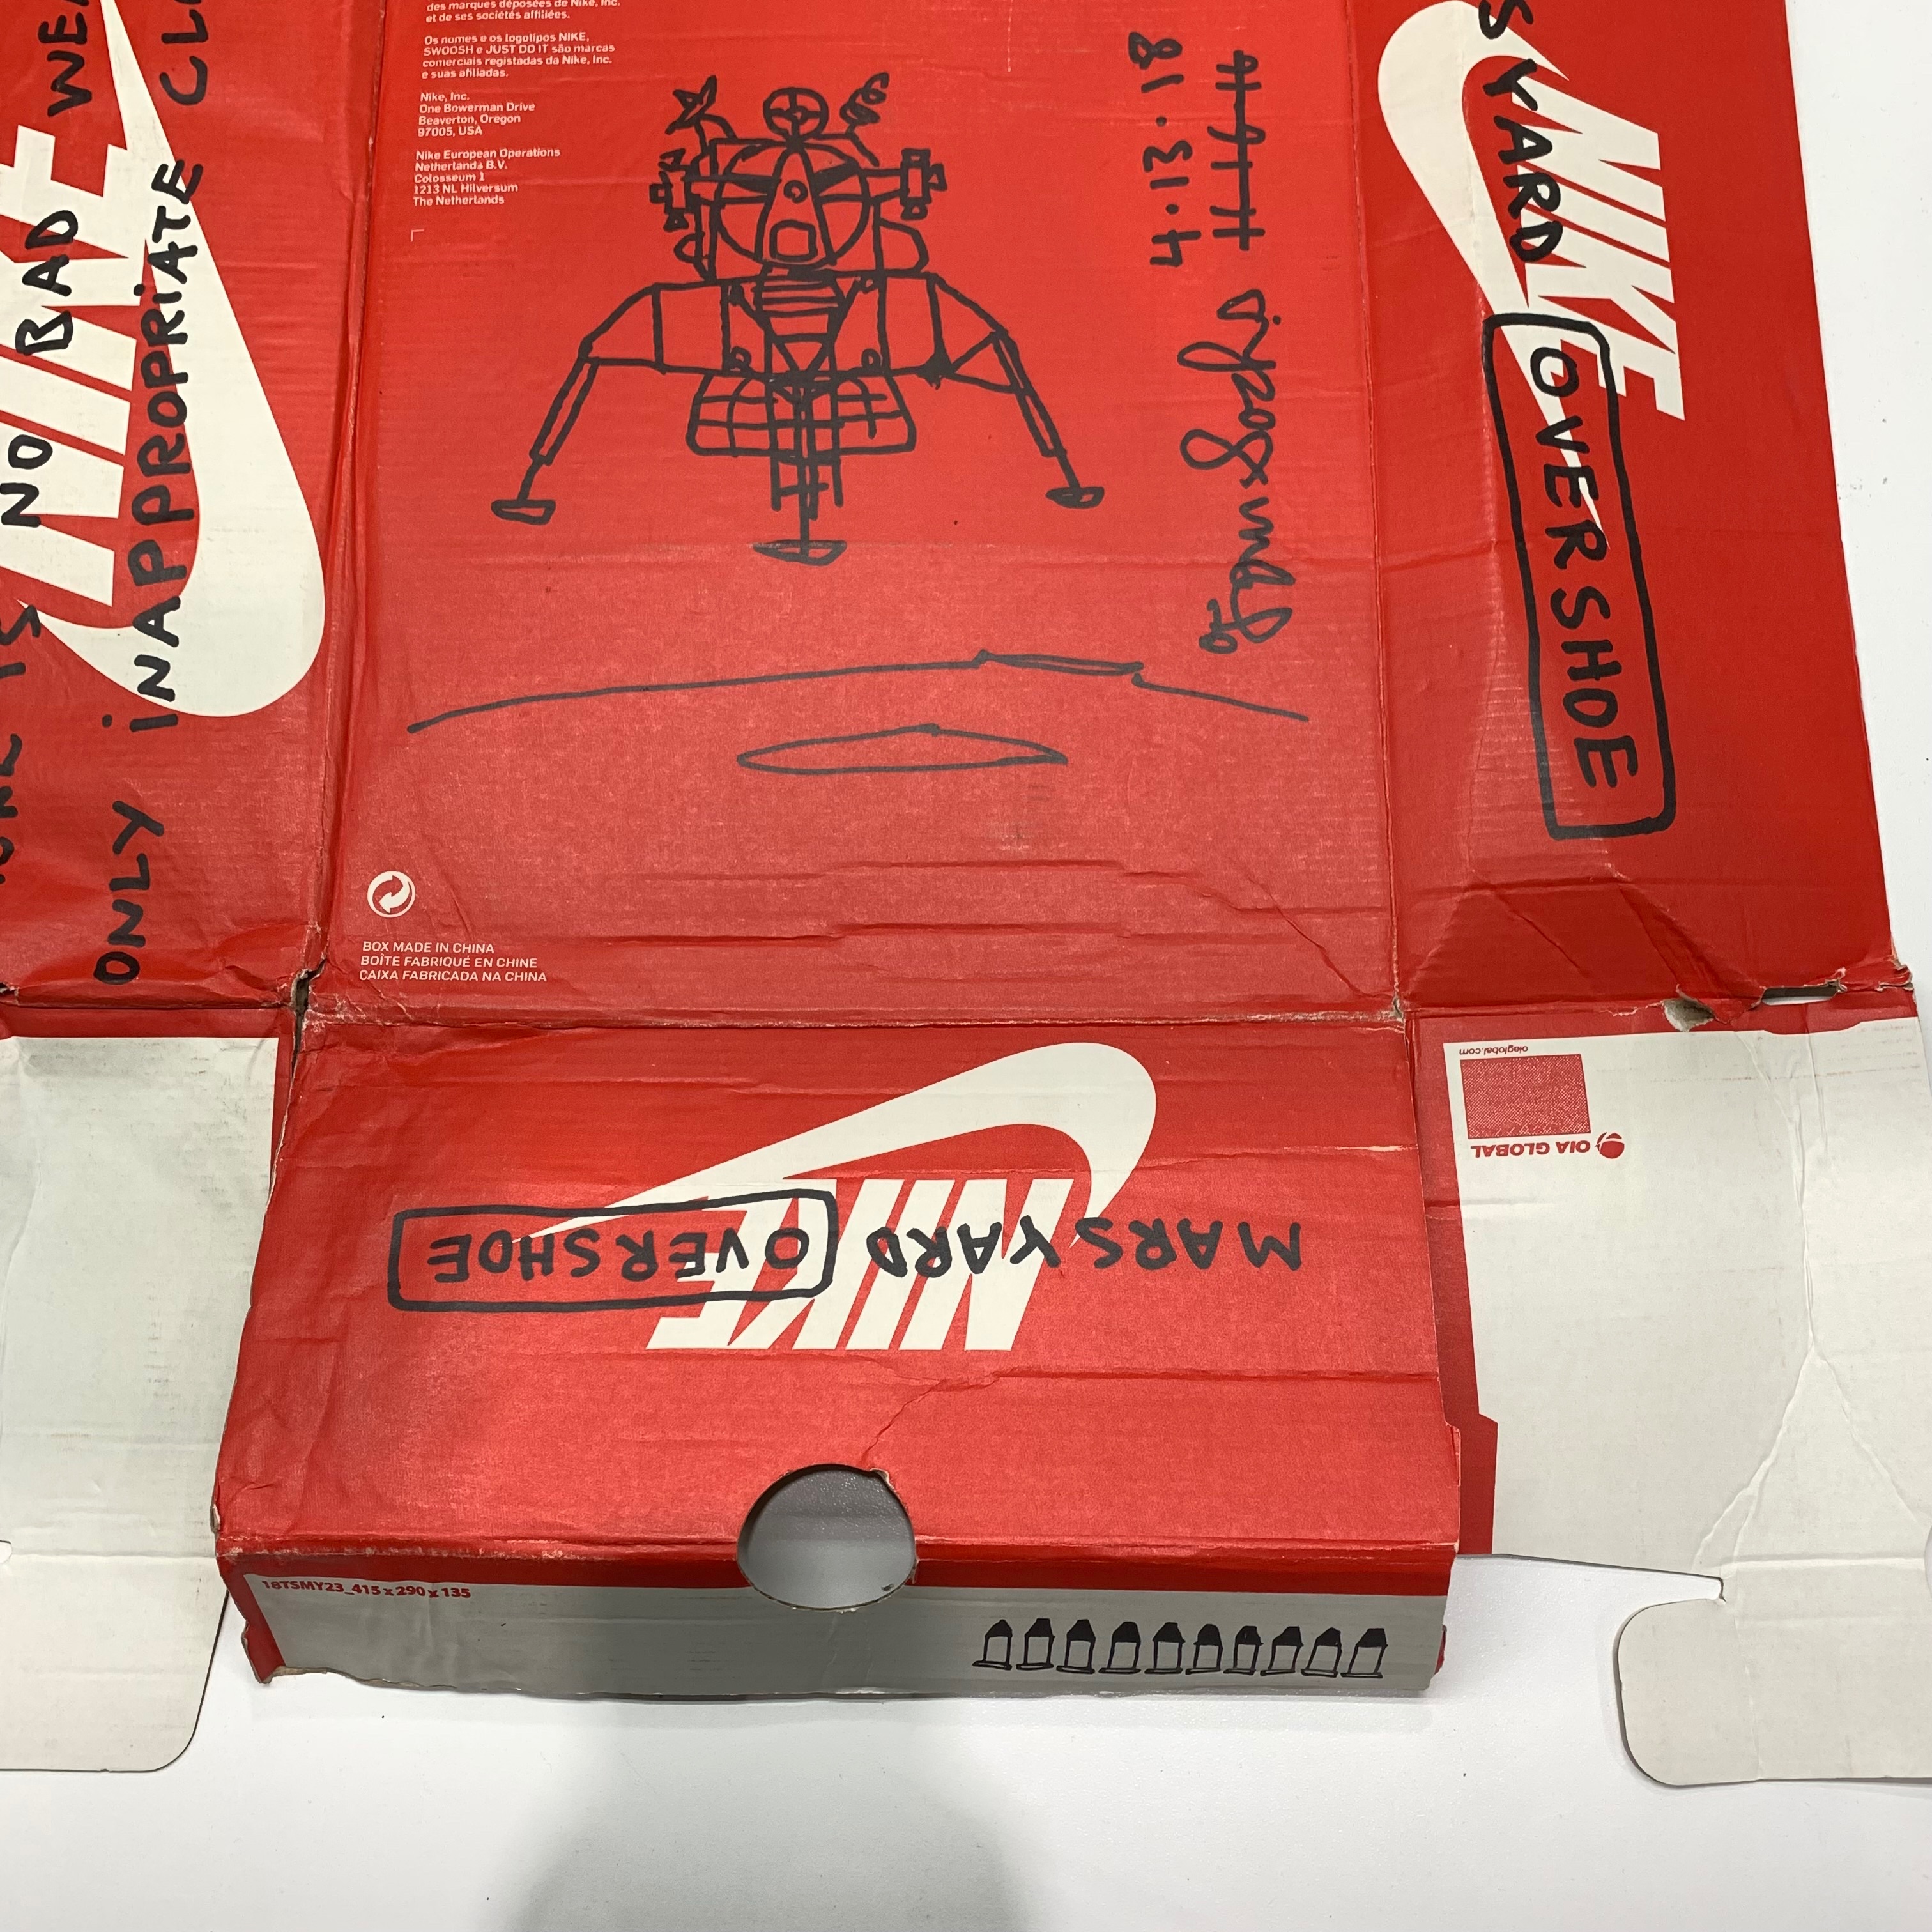 des marques déposées de Nike, Inc.
et de ses sociétés affiliées.
Os nomes e os logotipos NIKE,
SWOOSH e JUST DO IT são marcas
comerciais registadas da Nike, Inc.
e suas afiliadas.
Nike, Inc.
One Bowerman Drive
Beaverton, Oregon
97005, USA
Nike European Operations
Netherlands B.V.
Colosseum 1
1213 NL Hilversum
The Netherlands
4.13.18
NO BAD
ONLY iNAPPROPRiATE
NIKE
YARD OVERSHOE
NIKE
BOX MADE IN CHINA
BOÎTE FABRIQUÉ EN CHINE
CAIXA FABRICADA NA CHINA
MARS YARD OVERSHOE
NIKE
OIA GLOBAL
oiaglobal.com
18TSMY23_415 x 290 x 135